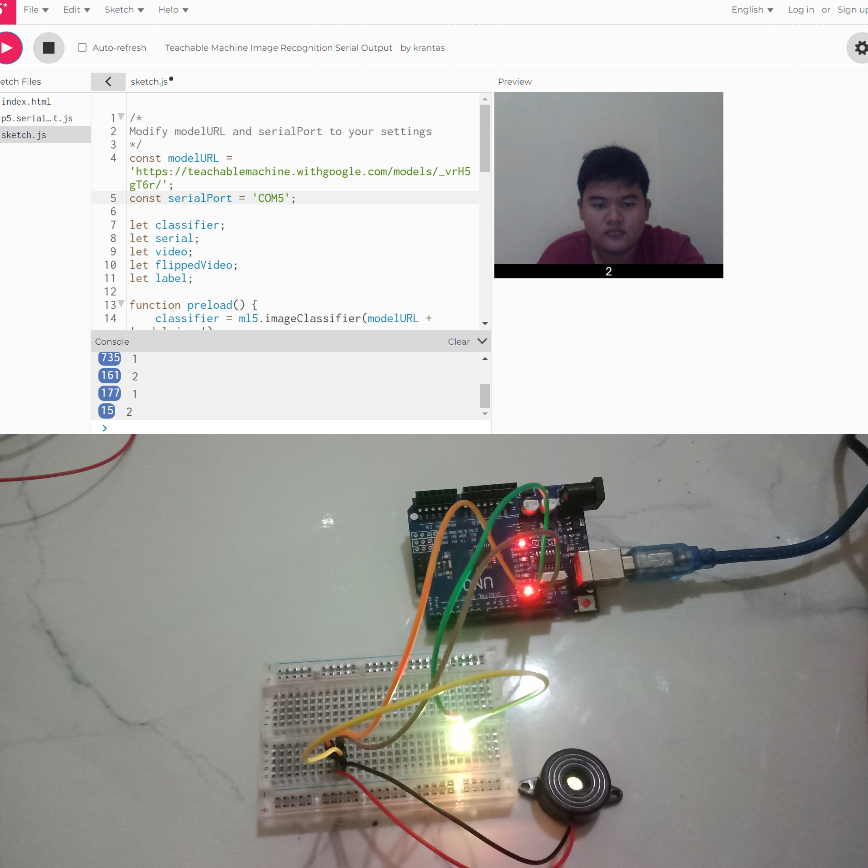 File Edit Sketch Help English Log in or Sign up
Auto-refresh Teachable Machine Image Recognition Serial Output by krantas
etch Files sketch.js Preview
index.html
p5.serial...t.js
sketch.js
1 /*
2 Modify modelURL and serialPort to your settings
3 */
4 const modelURL =
'https://teachablemachine.withgoogle.com/models/_vrH5
gT6r/';
5 const serialPort = 'COM5';
6
7 let classifier;
8 let serial;
9 let video;
10 let flippedVideo;
11 let label;
12
13 function preload() {
14 classifier = ml5.imageClassifier(modelURL +
2
Console Clear
735 1
161 2
177 1
15 2
>
UNO